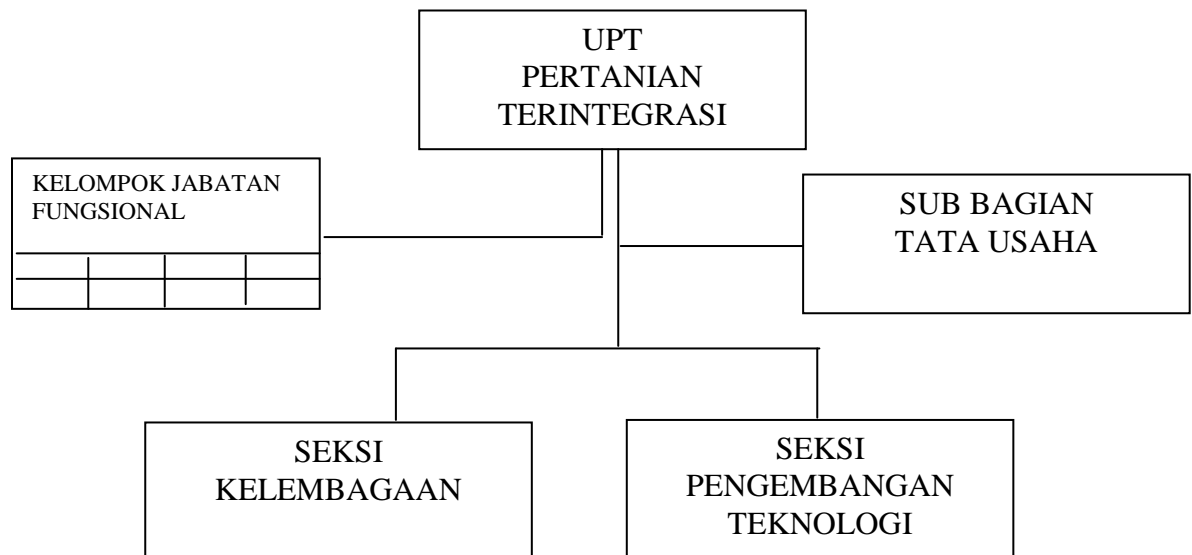 UPT
PERTANIAN
TERINTEGRASI
KELOMPOK JABATAN
FUNGSIONAL
SUB BAGIAN
TATA USAHA
SEKSI
KELEMBAGAAN
SEKSI
PENGEMBANGAN
TEKNOLOGI